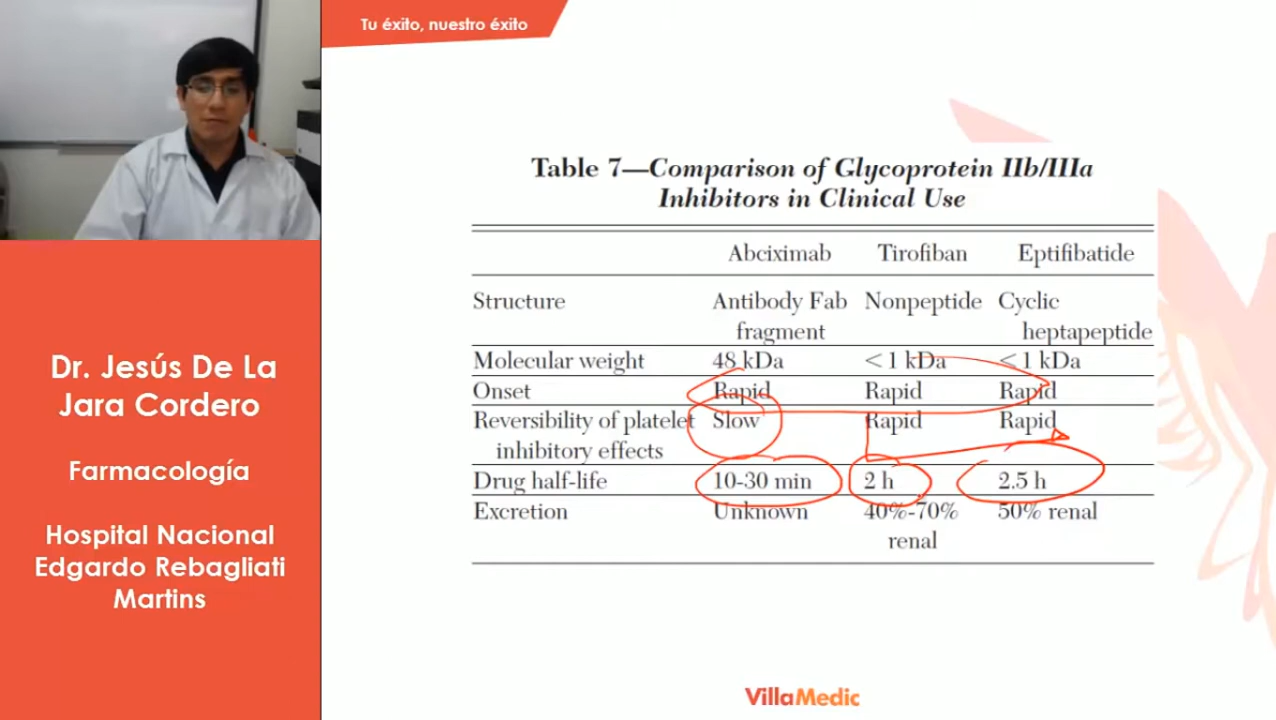 Tu éxito, nuestro éxito
Dr. Jesús De La
Jara Cordero
Farmacología
Hospital Nacional
Edgardo Rebagliati
Martins
Table 7—Comparison of Glycoprotein IIb/IIIa
Inhibitors in Clinical Use
Abciximab Tirofiban Eptifibatide
Structure Antibody Fab Nonpeptide Cyclic
fragment heptapeptide
Molecular weight 48 kDa < 1 kDa < 1 kDa
Onset Rapid Rapid Rapid
Reversibility of platelet Slow Rapid Rapid
inhibitory effects
Drug half-life 10-30 min 2 h 2.5 h
Excretion Unknown 40%-70% 50% renal
renal
VillaMedic